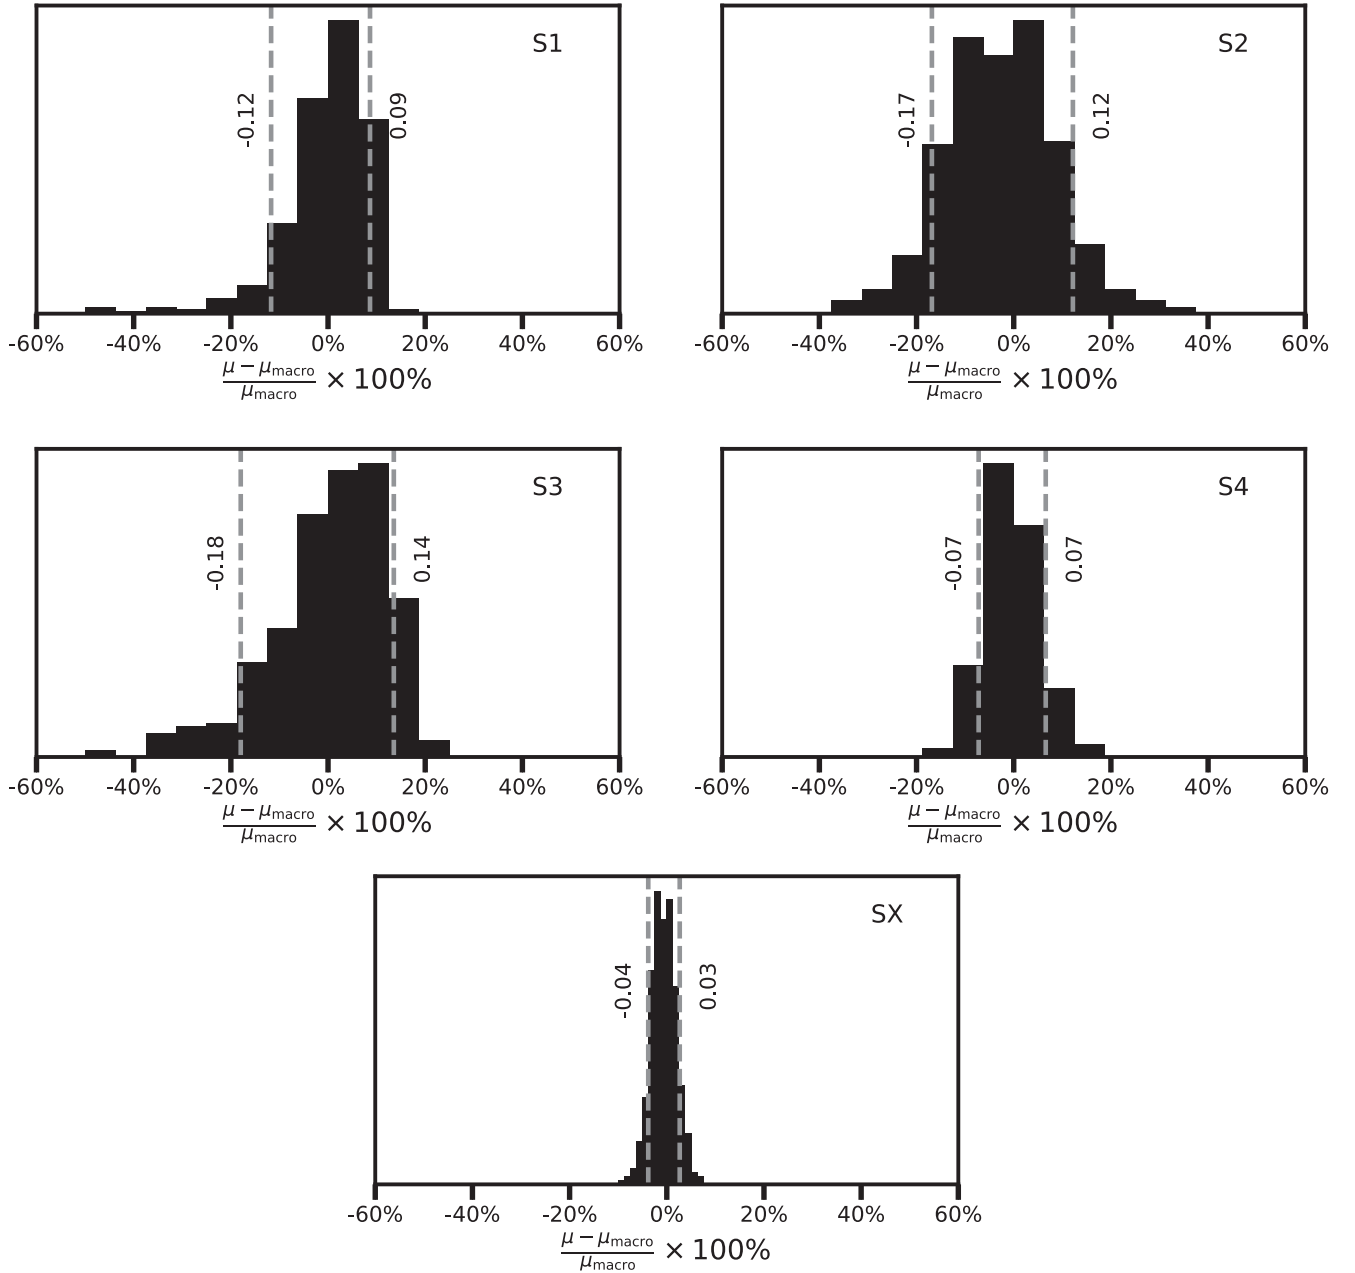 S1
-0.12
0.09
-60% -40% -20% 0% 20% 40% 60%
μ − μmacro
μmacro
× 100%
S2
-0.17
0.12
-60% -40% -20% 0% 20% 40% 60%
μ − μmacro
μmacro
× 100%
S3
-0.18
0.14
-60% -40% -20% 0% 20% 40% 60%
μ − μmacro
μmacro
× 100%
S4
-0.07
0.07
-60% -40% -20% 0% 20% 40% 60%
μ − μmacro
μmacro
× 100%
SX
-0.04
0.03
-60% -40% -20% 0% 20% 40% 60%
μ − μmacro
μmacro
× 100%